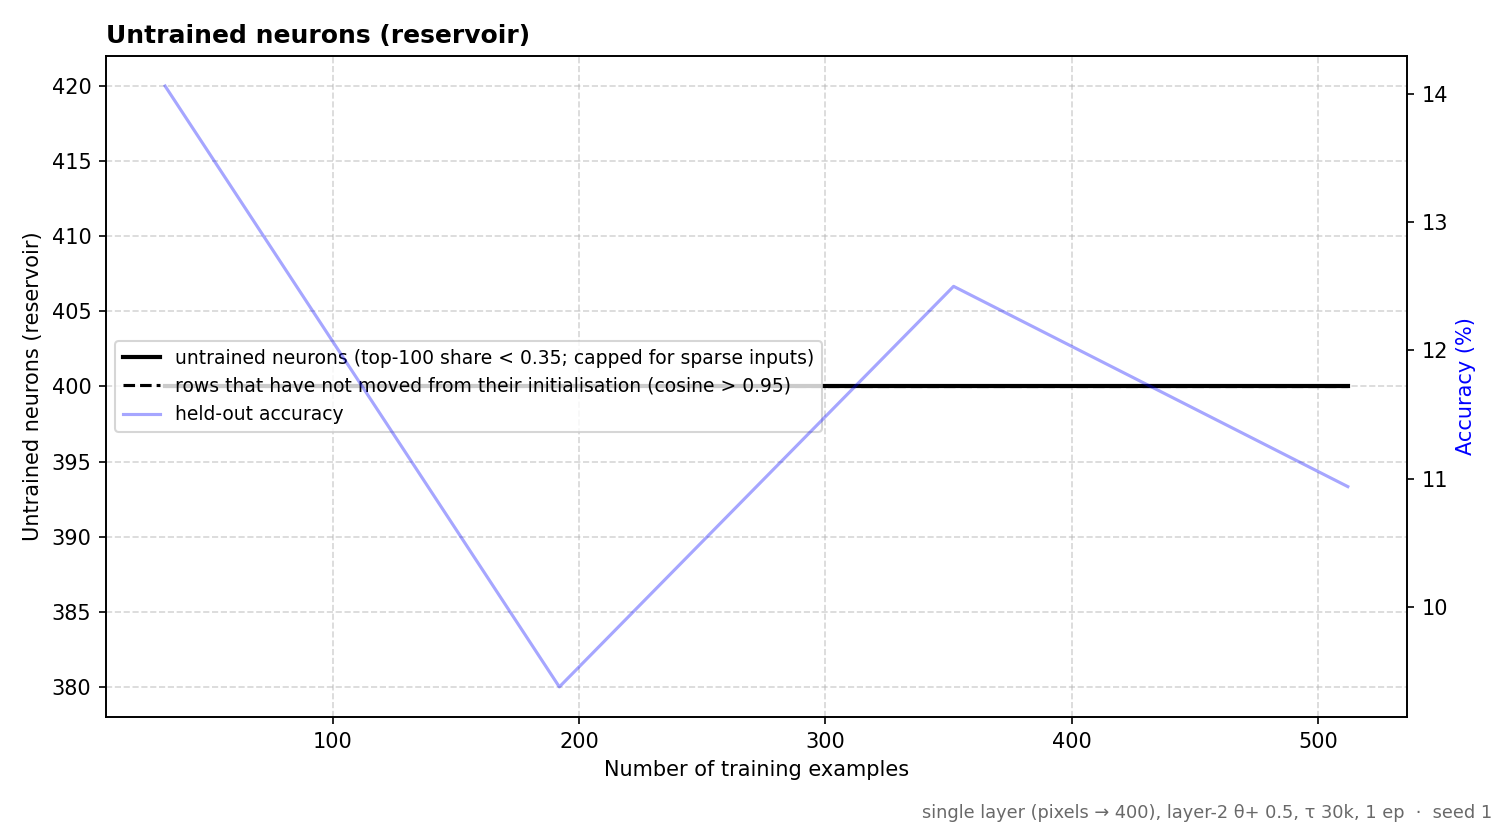 Untrained neurons (reservoir)
420
415
410
405
400
395
390
385
380
Untrained neurons (reservoir)
untrained neurons (top-100 share < 0.35; capped for sparse inputs)
rows that have not moved from their initialisation (cosine > 0.95)
held-out accuracy
14
13
12
11
10
Accuracy (%)
100 200 300 400 500
Number of training examples
single layer (pixels → 400), layer-2 θ+ 0.5, τ 30k, 1 ep · seed 1